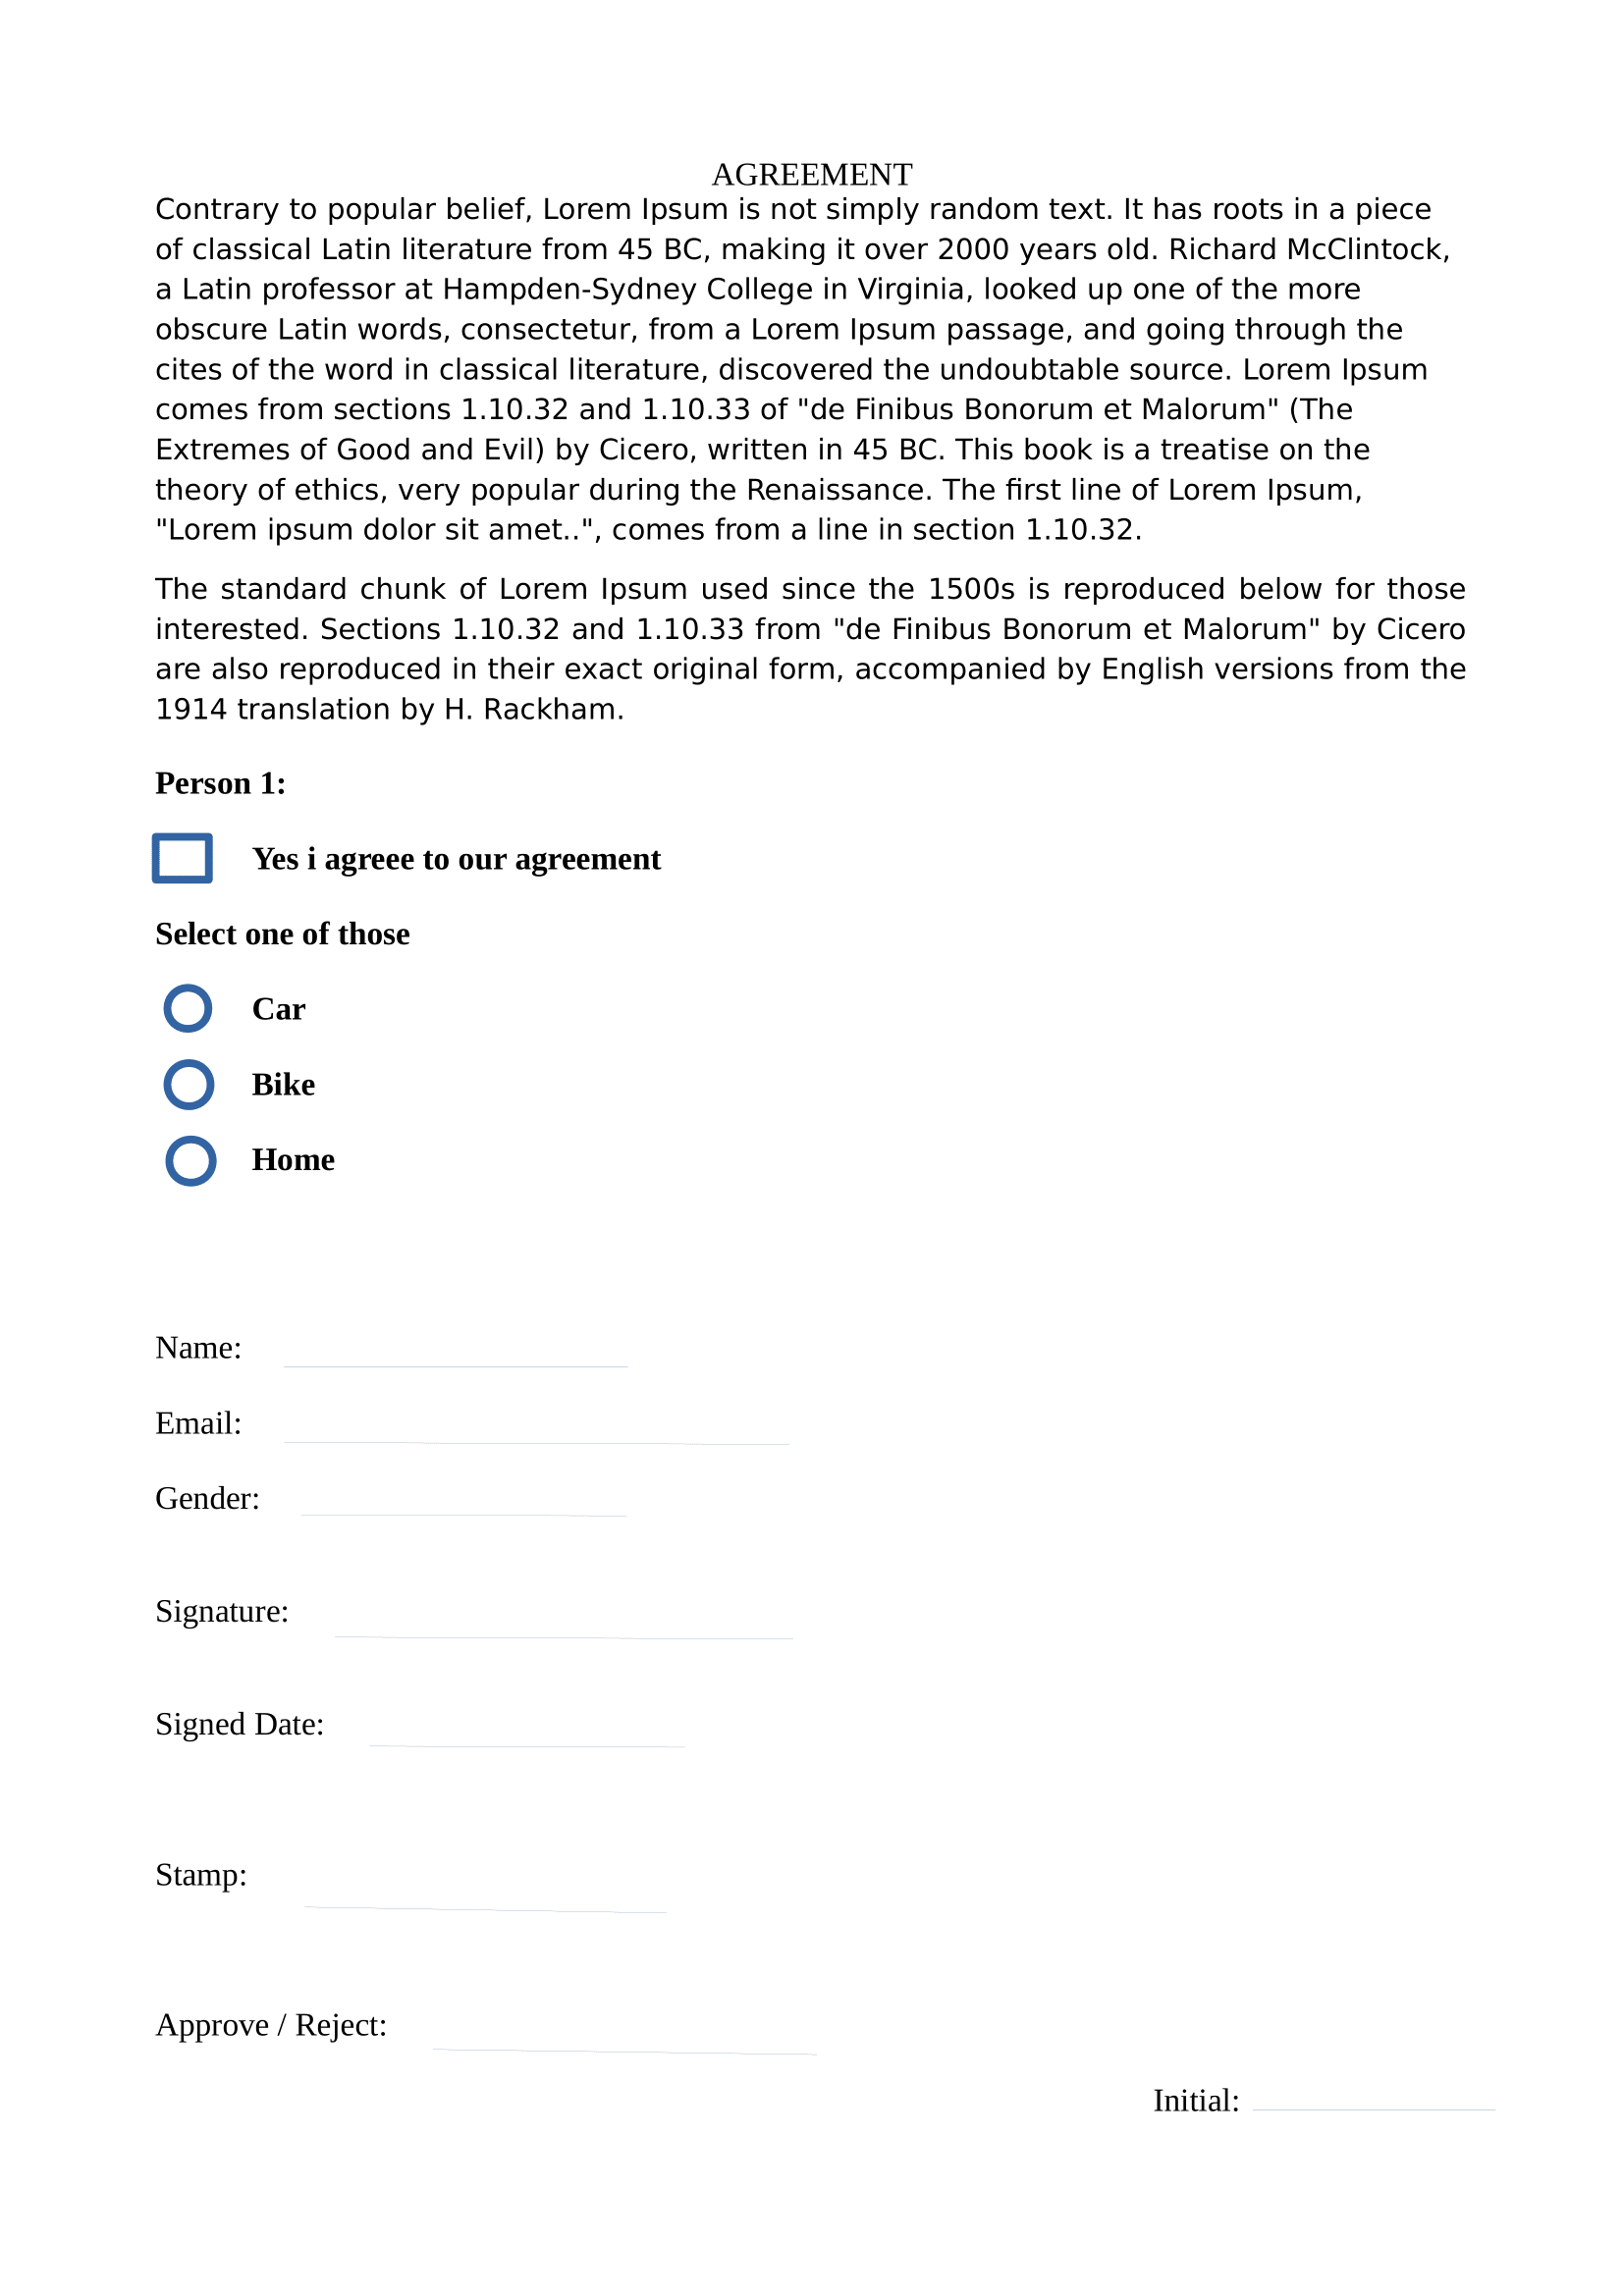 AGREEMENT
Contrary to popular belief, Lorem Ipsum is not simply random text. It has roots in a piece
of classical Latin literature from 45 BC, making it over 2000 years old. Richard McClintock,
a Latin professor at Hampden-Sydney College in Virginia, looked up one of the more
obscure Latin words, consectetur, from a Lorem Ipsum passage, and going through the
cites of the word in classical literature, discovered the undoubtable source. Lorem Ipsum
comes from sections 1.10.32 and 1.10.33 of "de Finibus Bonorum et Malorum" (The
Extremes of Good and Evil) by Cicero, written in 45 BC. This book is a treatise on the
theory of ethics, very popular during the Renaissance. The first line of Lorem Ipsum,
"Lorem ipsum dolor sit amet..", comes from a line in section 1.10.32.
The standard chunk of Lorem Ipsum used since the 1500s is reproduced below for those
interested. Sections 1.10.32 and 1.10.33 from "de Finibus Bonorum et Malorum" by Cicero
are also reproduced in their exact original form, accompanied by English versions from the
1914 translation by H. Rackham.
Person 1:
Yes i agreee to our agreement
Select one of those
Car
Bike
Home
Name:
Email:
Gender:
Signature:
Signed Date:
Stamp:
Approve / Reject:
Initial: